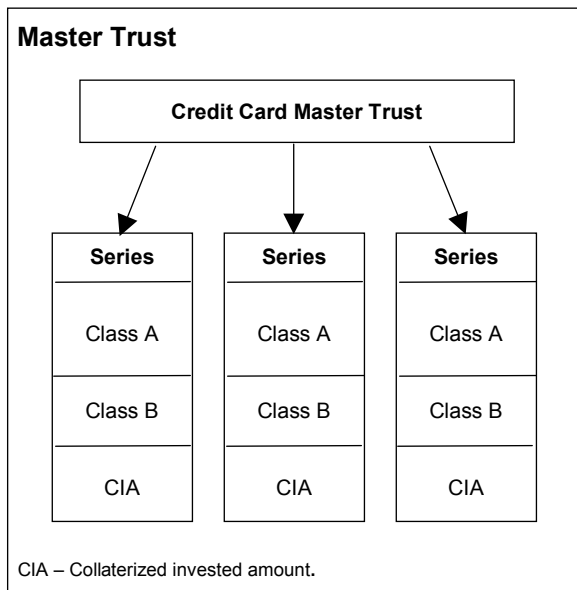 Master Trust
Credit Card Master Trust
Series Series Series
Class A Class A Class A
Class B Class B Class B
CIA CIA CIA
CIA – Collaterized invested amount.